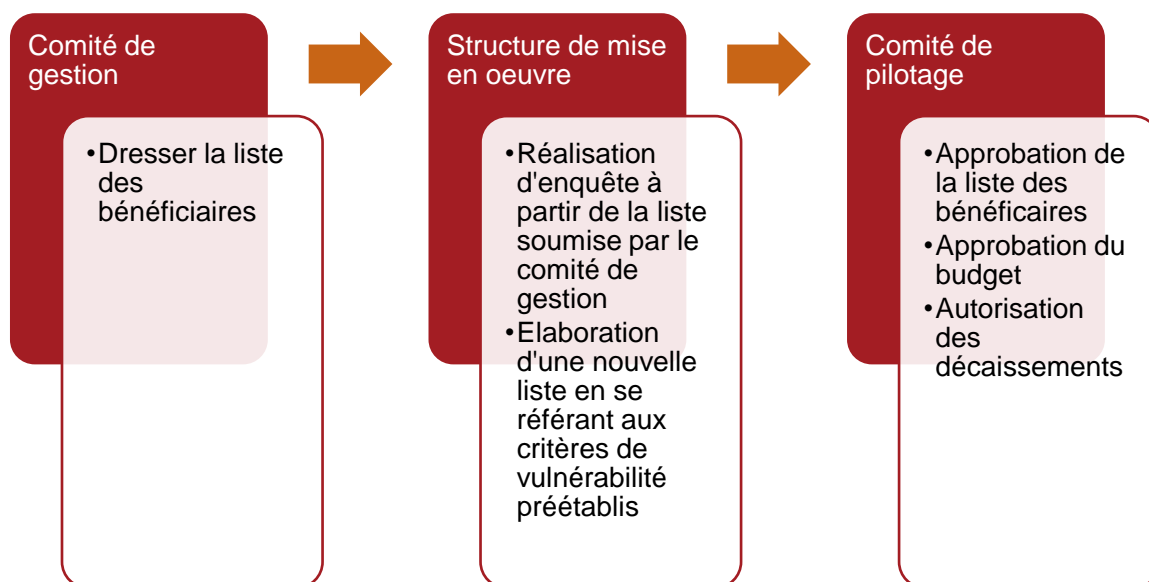 Comité de
gestion
•Dresser la liste
des
bénéficiaires
Structure de mise
en oeuvre
•Réalisation
d'enquête à
partir de la liste
soumise par le
comité de
gestion
•Elaboration
d'une nouvelle
liste en se
référant aux
critères de
vulnérabilité
préétablis
Comité de
pilotage
•Approbation de
la liste des
bénéficaires
•Approbation du
budget
•Autorisation
des
décaissements